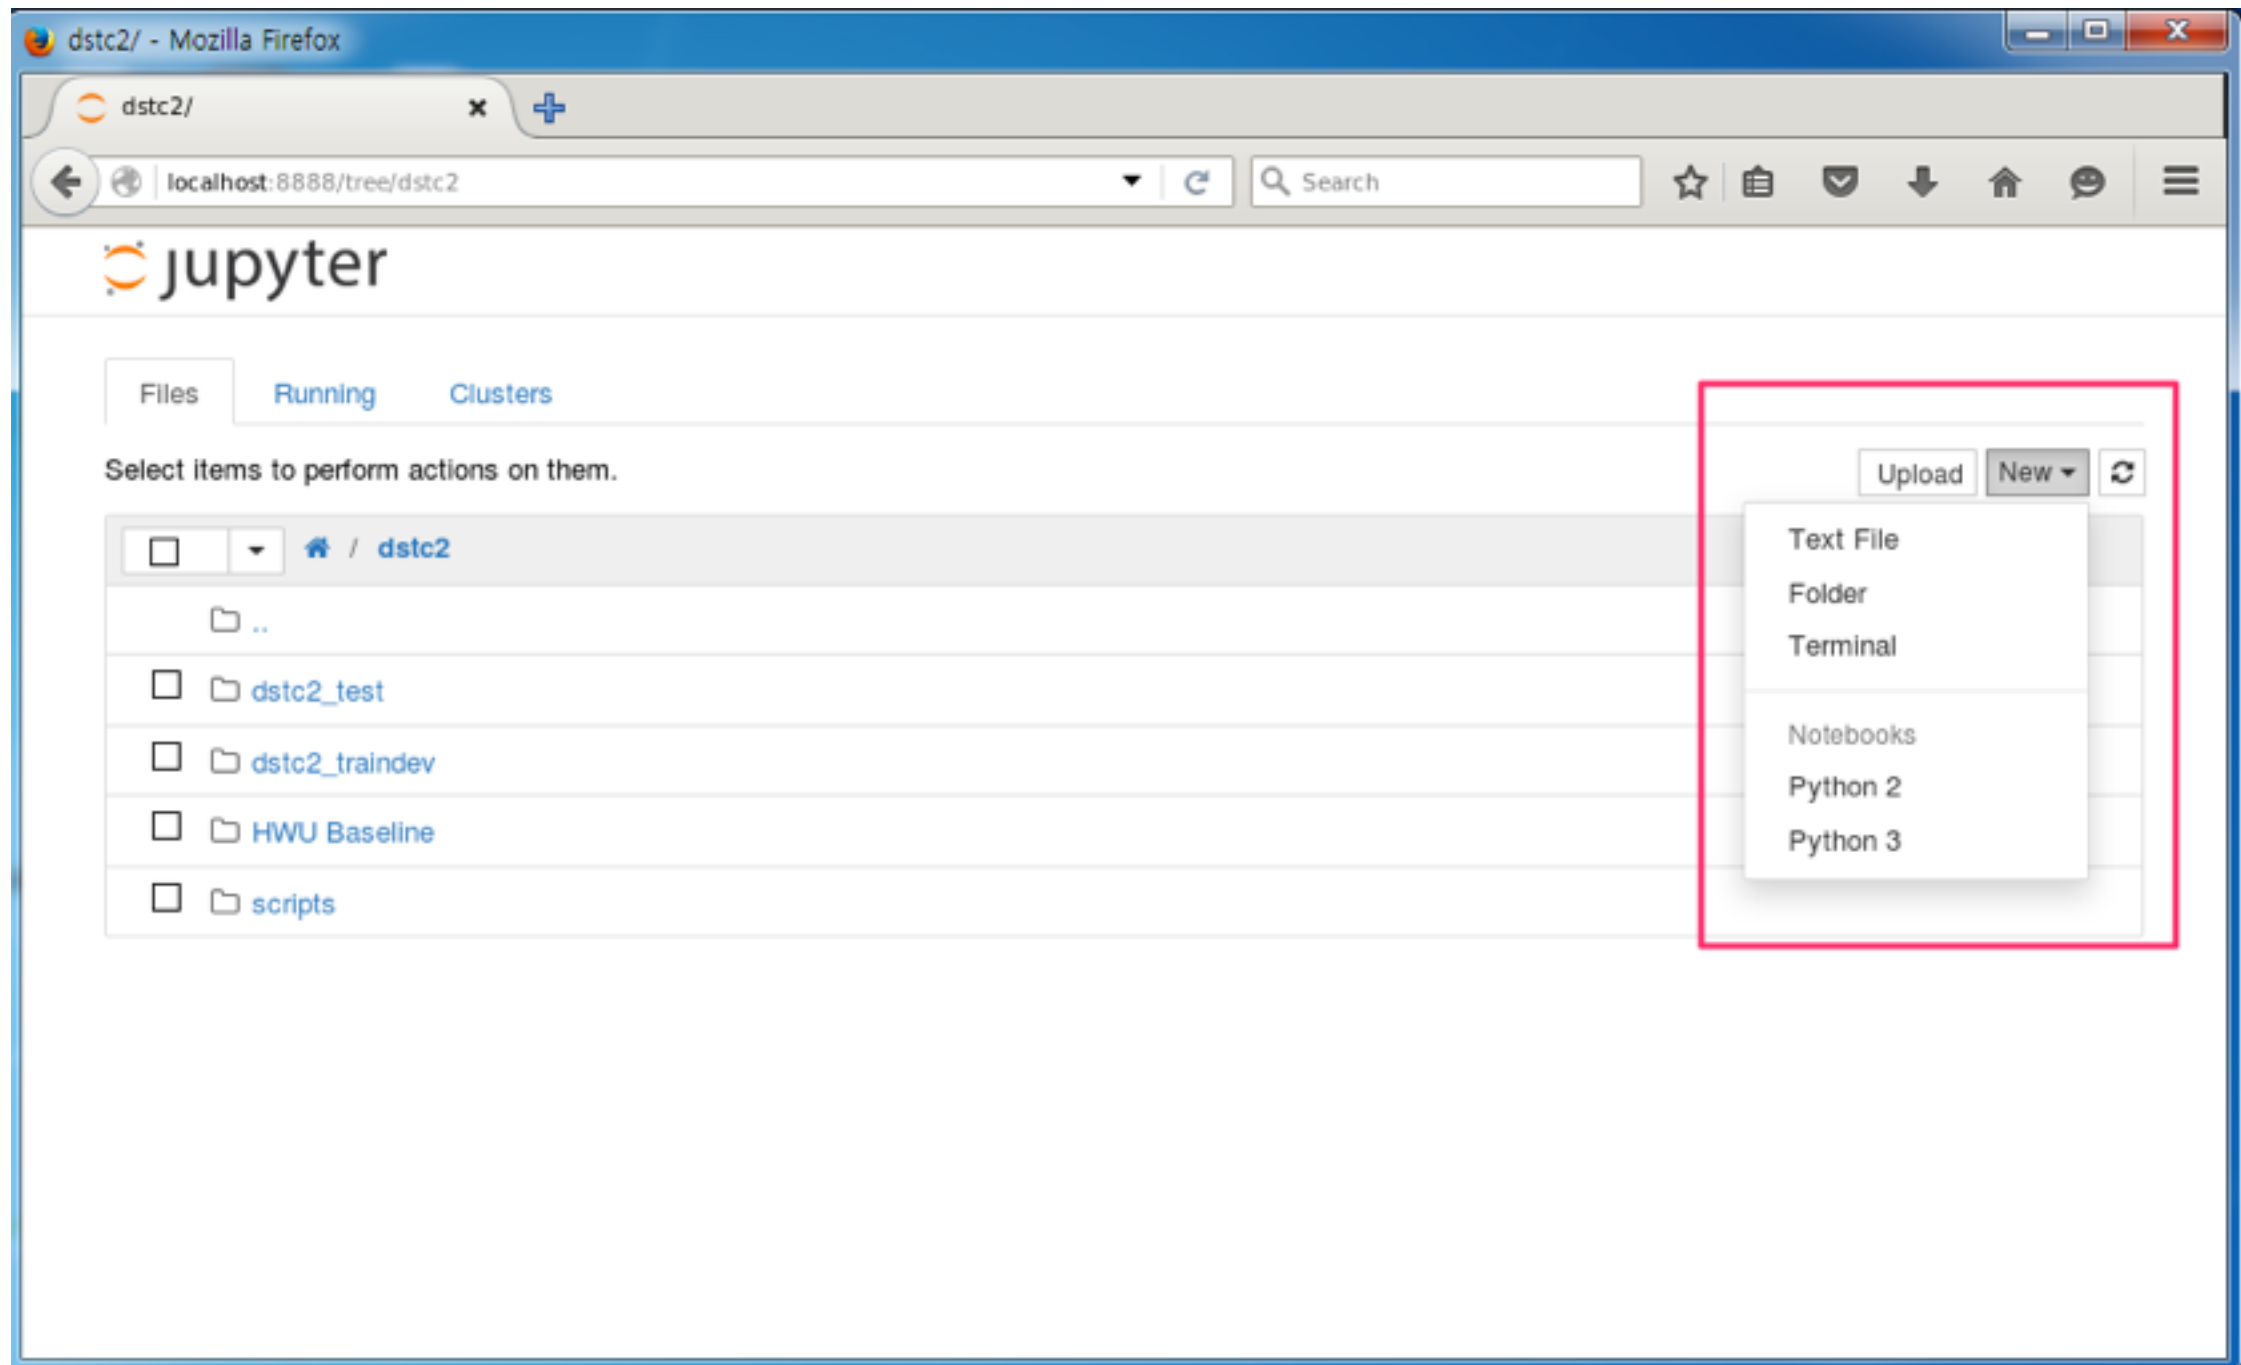 dstc2/ - Mozilla Firefox
dstc2/
localhost:8888/tree/dstc2
Search
jupyter
Files Running Clusters
Select items to perform actions on them.
Upload New
/ dstc2
..
dstc2_test
dstc2_traindev
HWU Baseline
scripts
Text File
Folder
Terminal
Notebooks
Python 2
Python 3